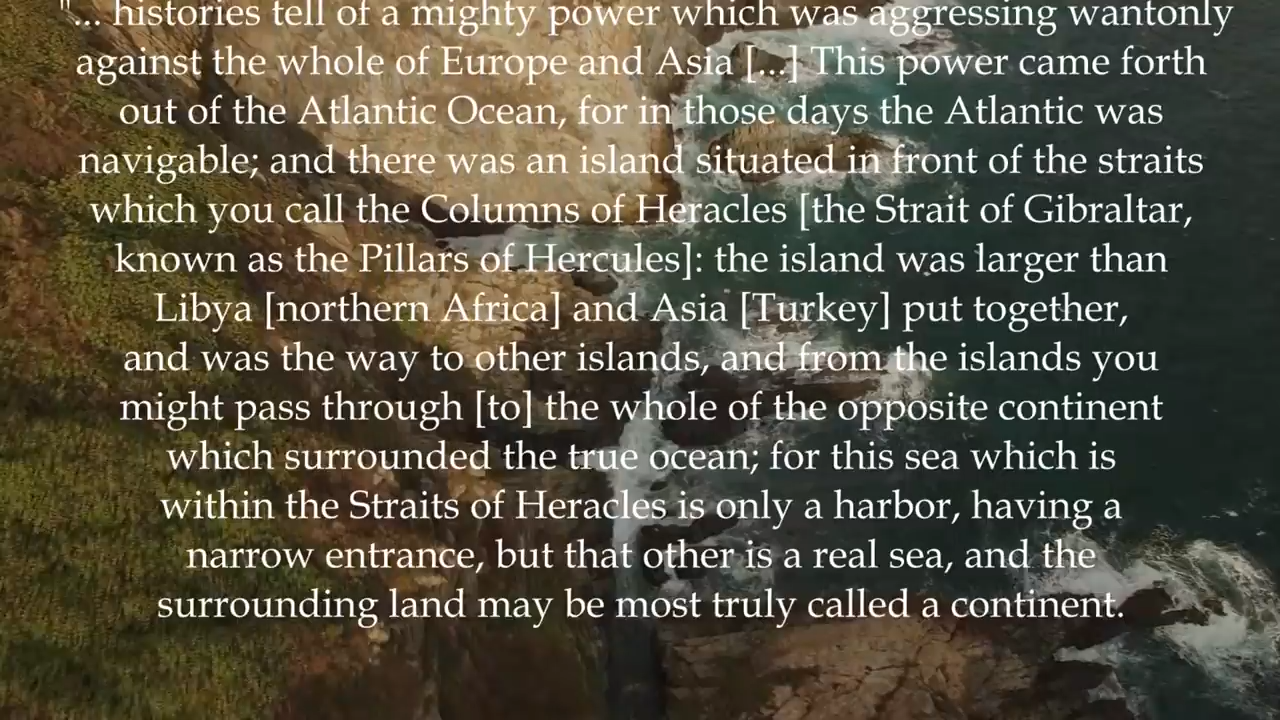 "... histories tell of a mighty power which was aggressing wantonly
against the whole of Europe and Asia [...] This power came forth
out of the Atlantic Ocean, for in those days the Atlantic was
navigable; and there was an island situated in front of the straits
which you call the Columns of Heracles [the Strait of Gibraltar,
known as the Pillars of Hercules]: the island was larger than
Libya [northern Africa] and Asia [Turkey] put together,
and was the way to other islands, and from the islands you
might pass through [to] the whole of the opposite continent
which surrounded the true ocean; for this sea which is
within the Straits of Heracles is only a harbor, having a
narrow entrance, but that other is a real sea, and the
surrounding land may be most truly called a continent.